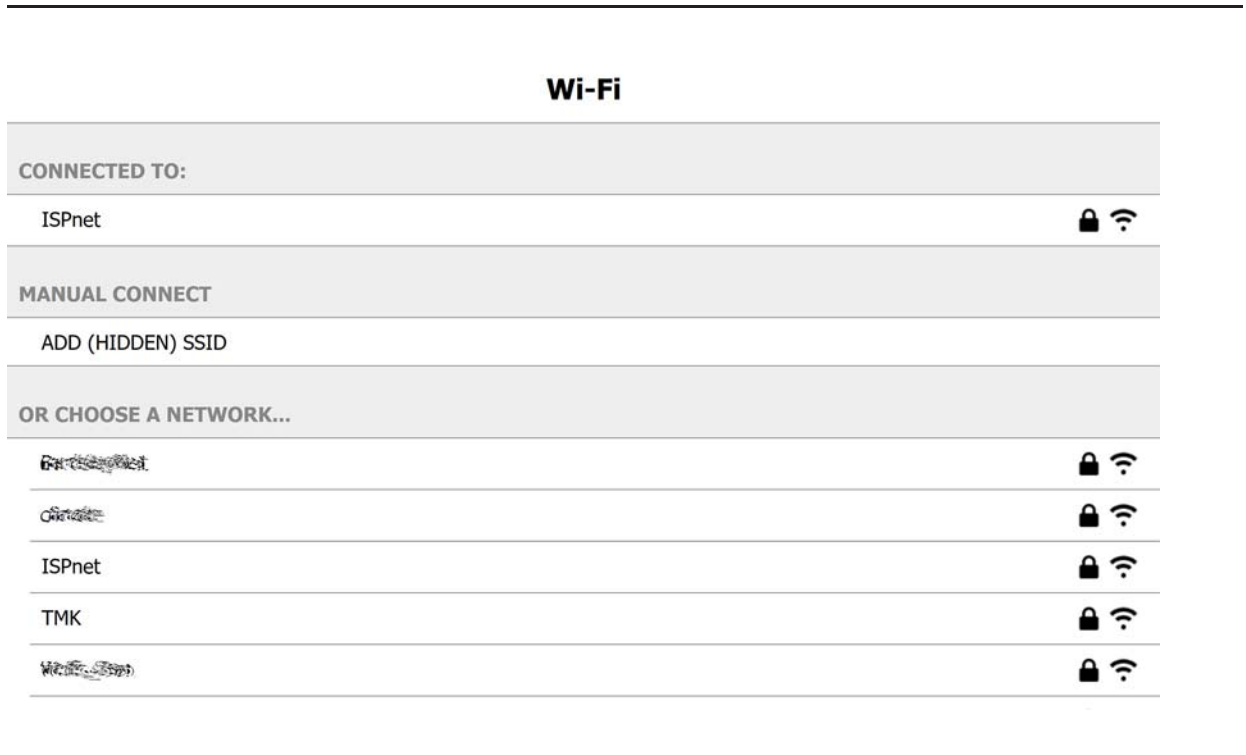 Wi-Fi
CONNECTED TO:
ISPnet
MANUAL CONNECT
ADD (HIDDEN) SSID
OR CHOOSE A NETWORK...
ISPnet
TMK